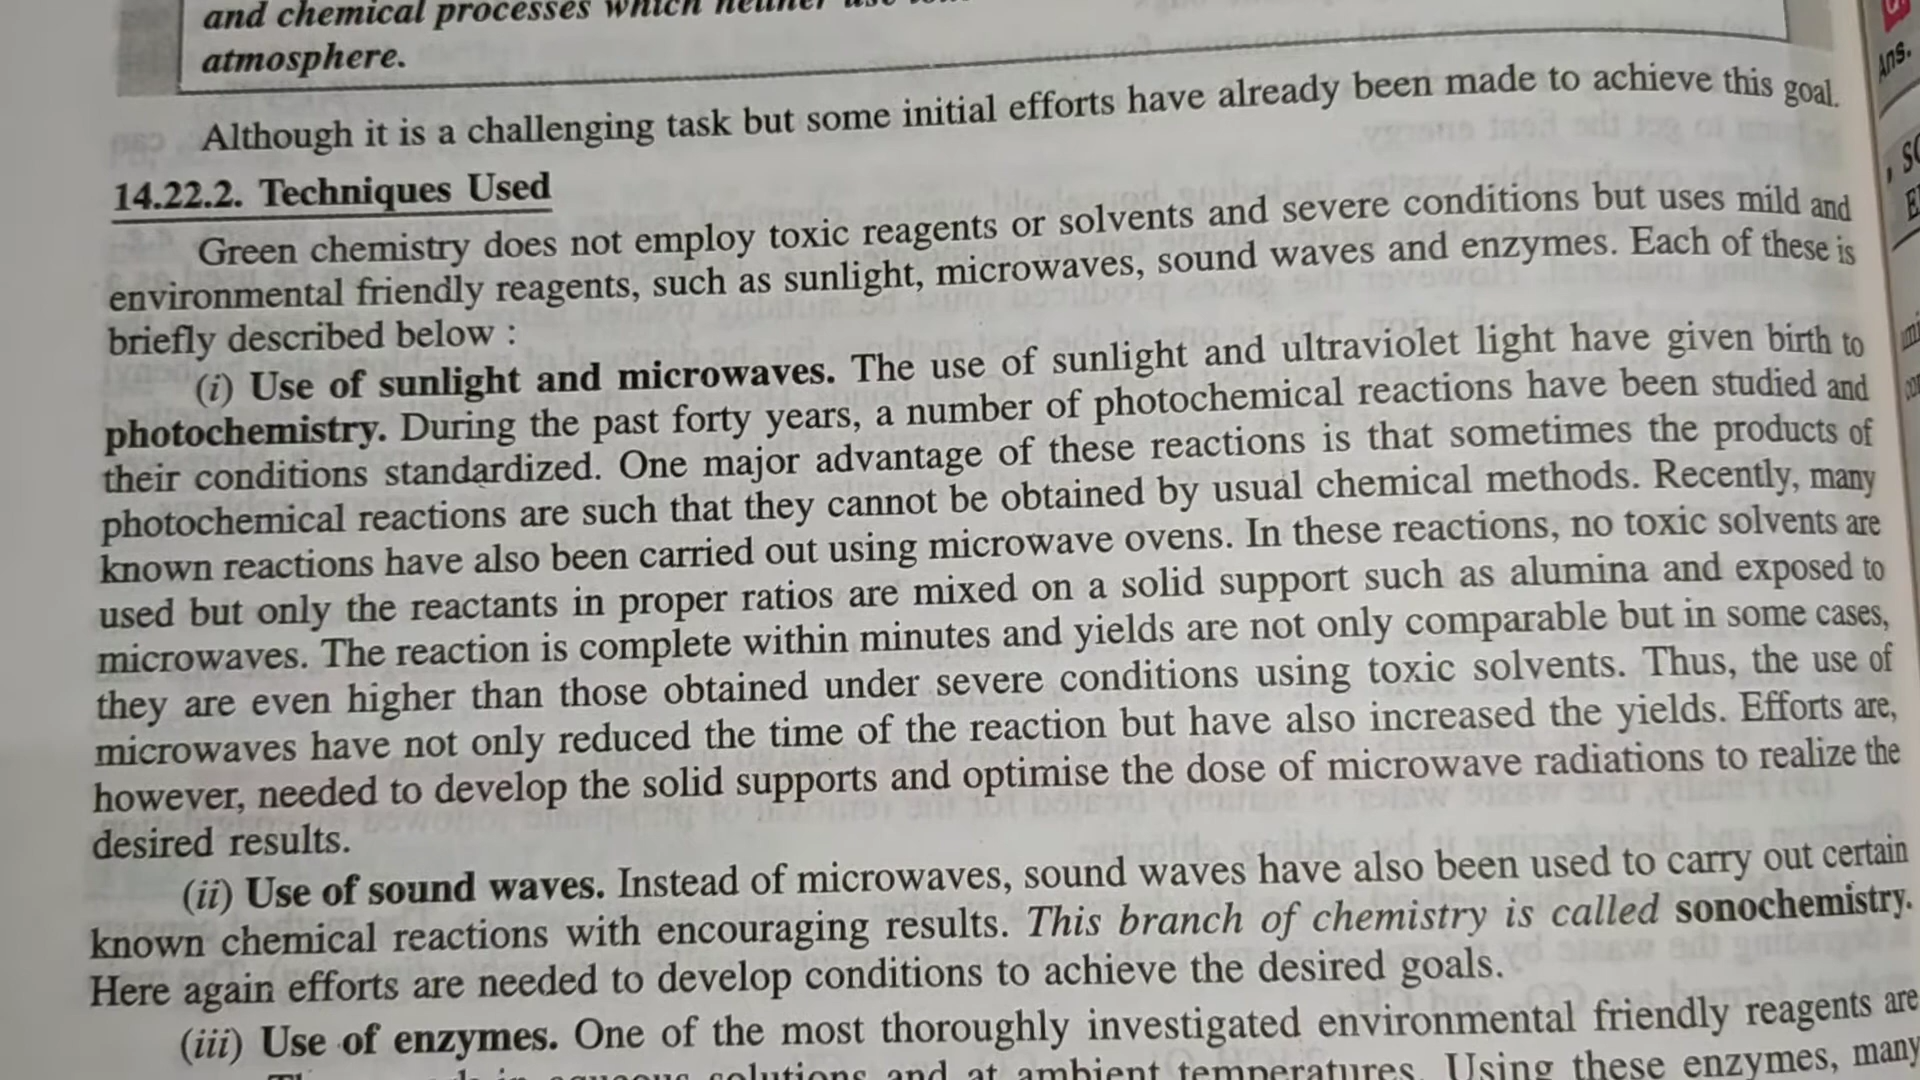 and chemical processes which neither use
atmosphere.
Although it is a challenging task but some initial efforts have already been made to achieve this goal.
14.22.2. Techniques Used
Green chemistry does not employ toxic reagents or solvents and severe conditions but uses mild and
environmental friendly reagents, such as sunlight, microwaves, sound waves and enzymes. Each of these is
briefly described below :
(i) Use of sunlight and microwaves. The use of sunlight and ultraviolet light have given birth to
photochemistry. During the past forty years, a number of photochemical reactions have been studied and
their conditions standardized. One major advantage of these reactions is that sometimes the products of
photochemical reactions are such that they cannot be obtained by usual chemical methods. Recently, many
known reactions have also been carried out using microwave ovens. In these reactions, no toxic solvents are
used but only the reactants in proper ratios are mixed on a solid support such as alumina and exposed to
microwaves. The reaction is complete within minutes and yields are not only comparable but in some cases,
they are even higher than those obtained under severe conditions using toxic solvents. Thus, the use of
microwaves have not only reduced the time of the reaction but have also increased the yields. Efforts are,
however, needed to develop the solid supports and optimise the dose of microwave radiations to realize the
desired results.
(ii) Use of sound waves. Instead of microwaves, sound waves have also been used to carry out certain
known chemical reactions with encouraging results. This branch of chemistry is called sonochemistry.
Here again efforts are needed to develop conditions to achieve the desired goals.
(iii) Use of enzymes. One of the most thoroughly investigated environmental friendly reagents are
aqueous solutions and at ambient temperatures. Using these enzymes, many
Ans.